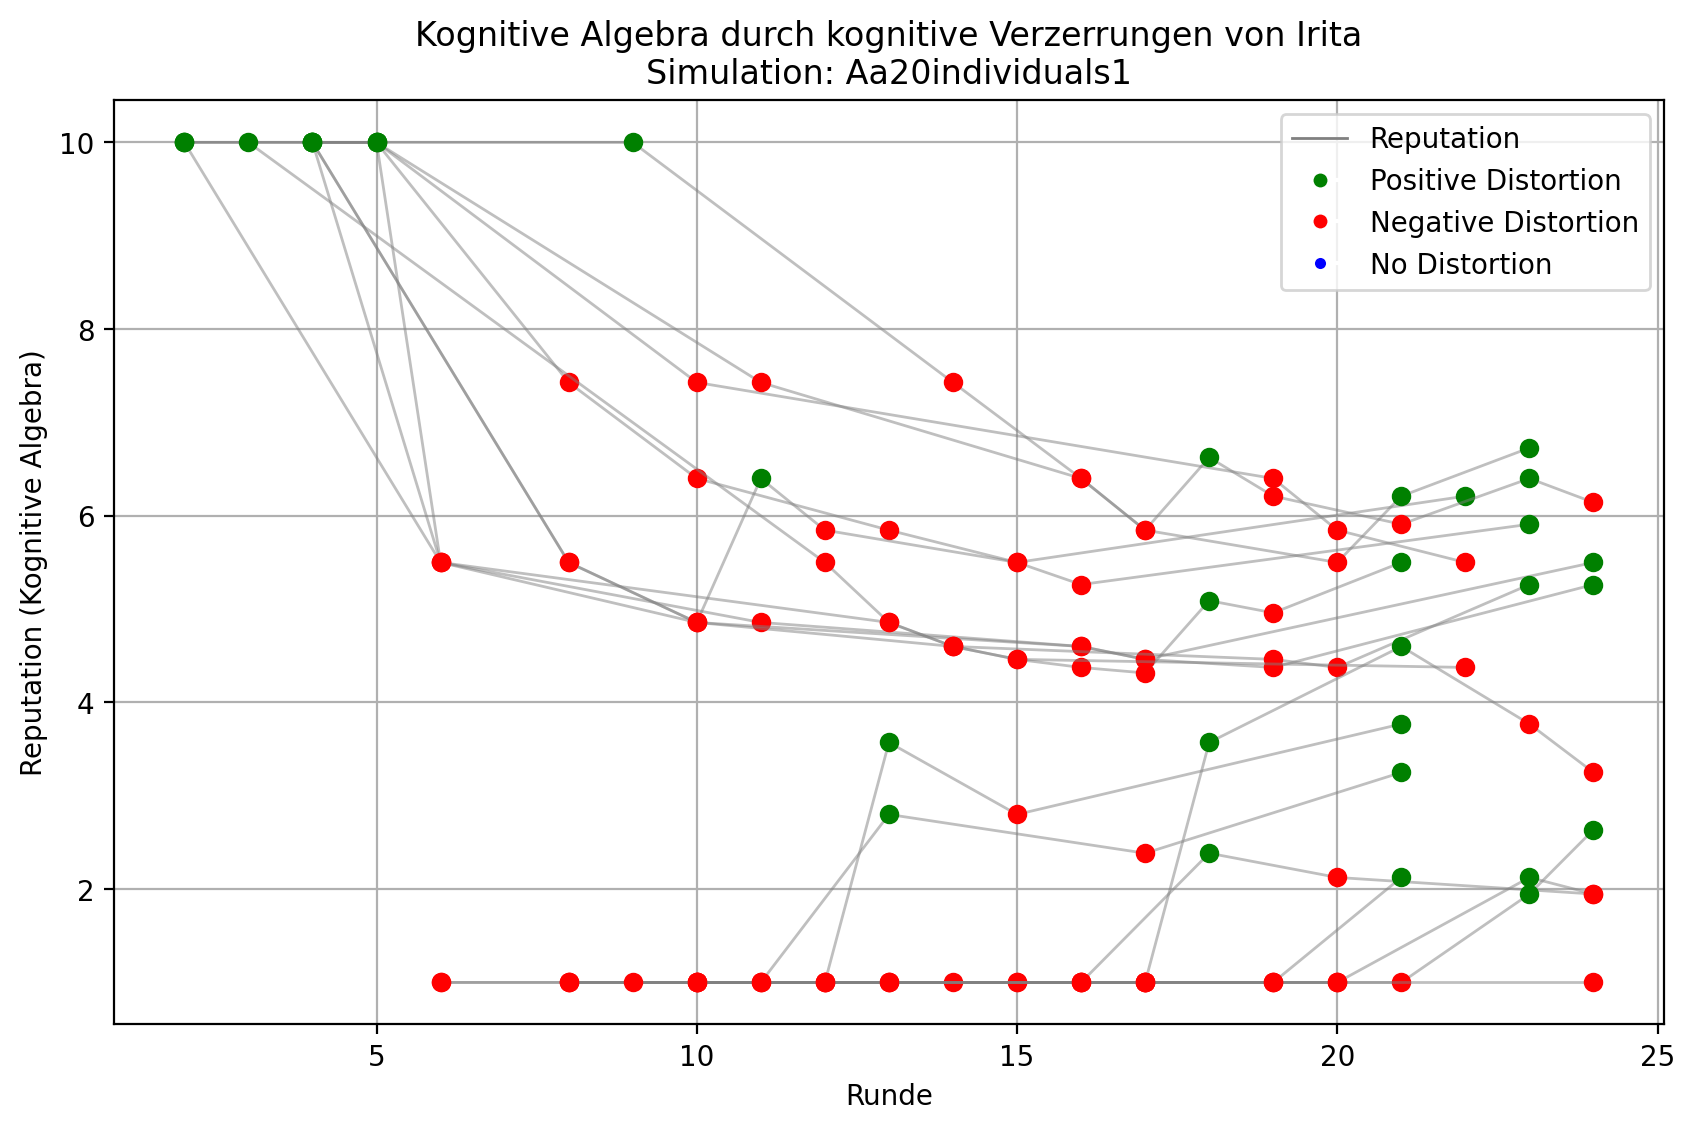 Kognitive Algebra durch kognitive Verzerrungen von Irita
Simulation: Aa20individuals1
Reputation (Kognitive Algebra)
10
8
6
4
2
Reputation
Positive Distortion
Negative Distortion
No Distortion
5
10
15
20
25
Runde